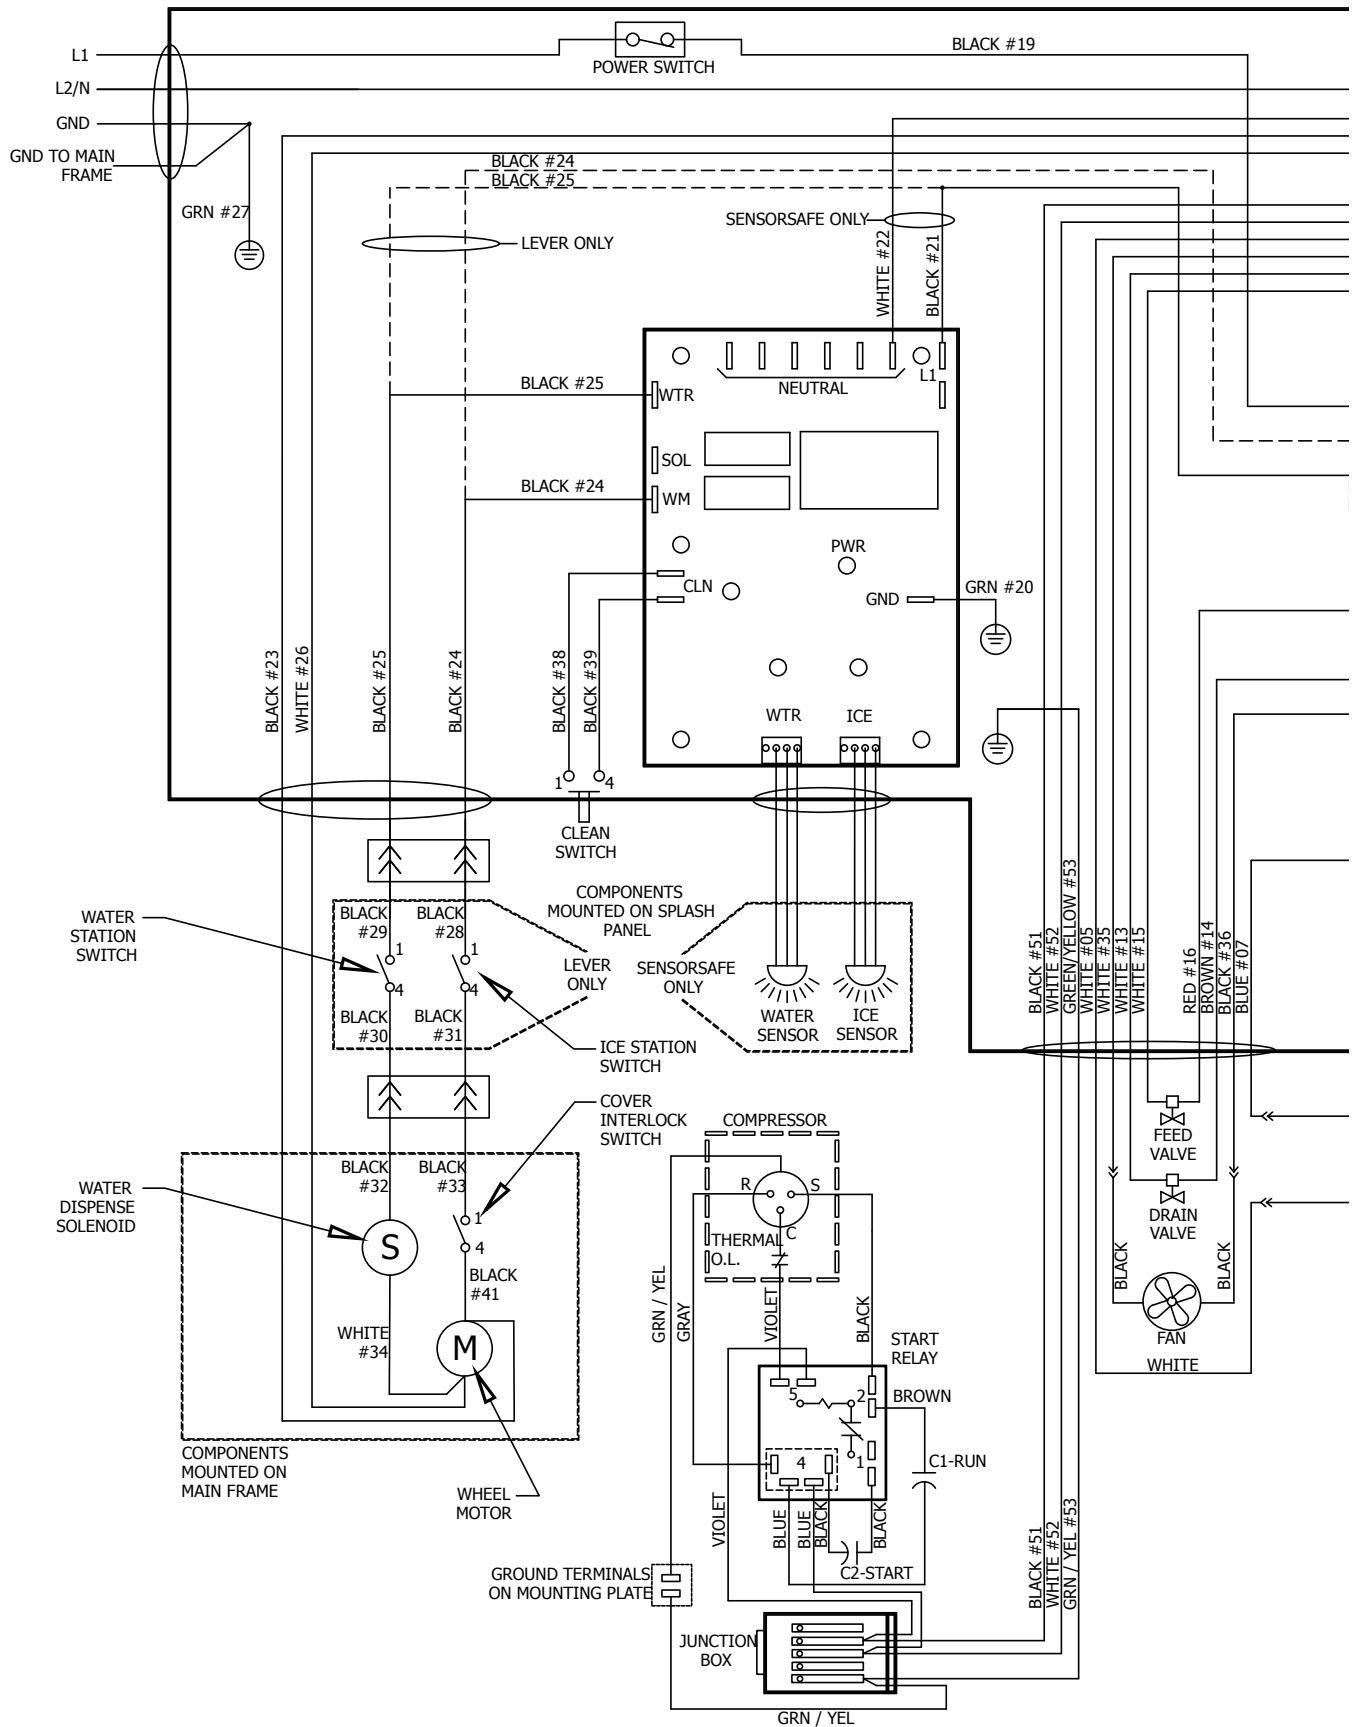 L1
BLACK #19
POWER SWITCH
L2/N
GND
GND TO MAIN
FRAME
BLACK #24
BLACK #25
GRN #27
SENSORSAFE ONLY
LEVER ONLY
WHITE #22
BLACK #21
L1
NEUTRAL
BLACK #25
WTR
SOL
BLACK #24
WM
PWR
CLN
GND
GRN #20
BLACK #23
WHITE #26
BLACK #25
BLACK #24
BLACK #38
BLACK #39
WTR
ICE
1
4
CLEAN
SWITCH
COMPONENTS
MOUNTED ON SPLASH
PANEL
WATER
STATION
SWITCH
BLACK
#29
BLACK
#28
1
1
4
4
LEVER
ONLY
SENSORSAFE
ONLY
BLACK
#30
BLACK
#31
WATER
SENSOR
ICE
SENSOR
ICE STATION
SWITCH
BLACK #51
WHITE #52
GREEN/YELLOW #53
WHITE #05
WHITE #35
WHITE #13
WHITE #15
RED #16
BROWN #14
BLACK #36
BLUE #07
COVER
INTERLOCK
SWITCH
COMPRESSOR
FEED
VALVE
WATER
DISPENSE
SOLENOID
BLACK
#32
BLACK
#33
1
4
S
BLACK
#41
R
S
C
THERMAL
O.L.
DRAIN
VALVE
BLACK
BLACK
FAN
WHITE
WHITE
#34
M
GRN / YEL
GRAY
VIOLET
BLACK
START
RELAY
5
2
BROWN
4
1
C1-RUN
COMPONENTS
MOUNTED ON
MAIN FRAME
WHEEL
MOTOR
VIOLET
BLUE
BLUE
BLACK
BLACK
C2-START
BLACK #51
WHITE #52
GRN / YEL #53
GROUND TERMINALS
ON MOUNTING PLATE
JUNCTION
BOX
GRN / YEL